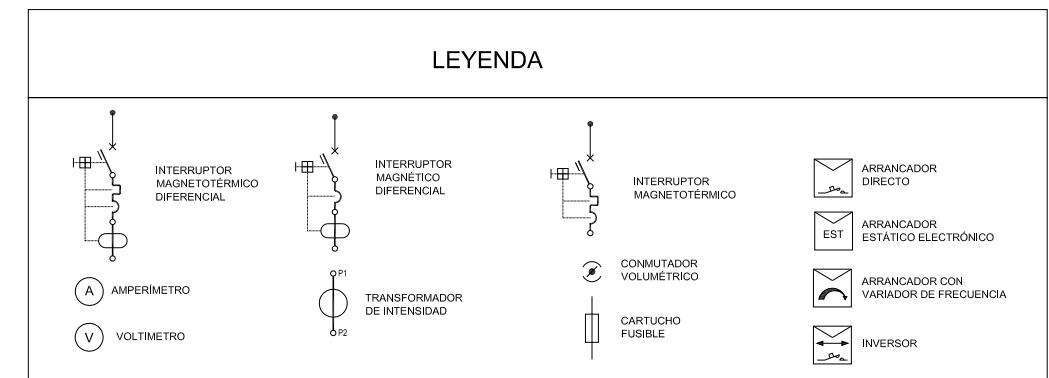 LEYENDA
INTERRUPTOR
MAGNETOTÉRMICO
DIFERENCIAL
INTERRUPTOR
MAGNÉTICO
DIFERENCIAL
INTERRUPTOR
MAGNETOTÉRMICO
ARRANCADOR
DIRECTO
EST
ARRANCADOR
ESTÁTICO ELECTRÓNICO
A
AMPERÍMETRO
P1
P2
TRANSFORMADOR
DE INTENSIDAD
CONMUTADOR
VOLUMÉTRICO
ARRANCADOR CON
VARIADOR DE FRECUENCIA
V
VOLTIMETRO
CARTUCHO
FUSIBLE
INVERSOR